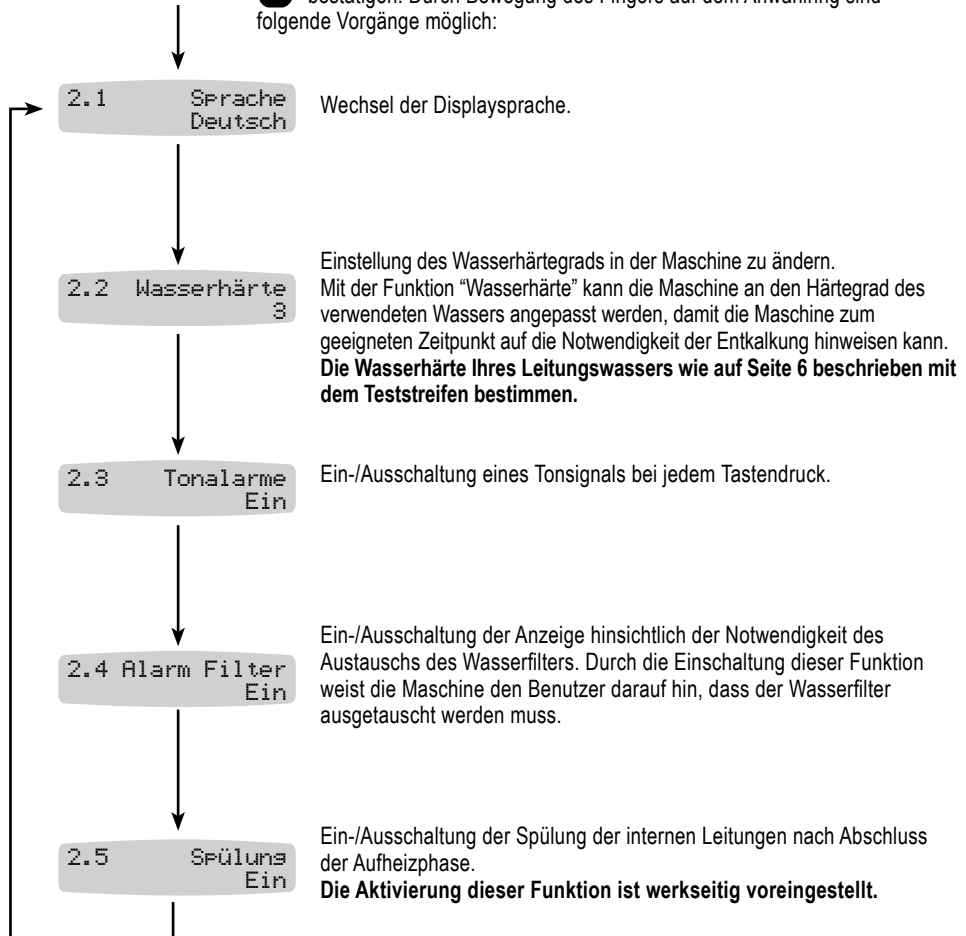 bestätigen. Durch Bewegung des Fingers auf dem Anwählring sind
folgende Vorgänge möglich:
2.1 Sprache
Deutsch
Wechsel der Displaysprache.
2.2 Wasserhärte
3
Einstellung des Wasserhärtegrads in der Maschine zu ändern.
Mit der Funktion “Wasserhärte” kann die Maschine an den Härtegrad des
verwendeten Wassers angepasst werden, damit die Maschine zum
geeigneten Zeitpunkt auf die Notwendigkeit der Entkalkung hinweisen kann.
Die Wasserhärte Ihres Leitungswassers wie auf Seite 6 beschrieben mit
dem Teststreifen bestimmen.
2.3 Tonalarme
Ein
Ein-/Ausschaltung eines Tonsignals bei jedem Tastendruck.
2.4 Alarm Filter
Ein
Ein-/Ausschaltung der Anzeige hinsichtlich der Notwendigkeit des
Austauschs des Wasserfilters. Durch die Einschaltung dieser Funktion
weist die Maschine den Benutzer darauf hin, dass der Wasserfilter
ausgetauscht werden muss.
2.5 Spülung
Ein
Ein-/Ausschaltung der Spülung der internen Leitungen nach Abschluss
der Aufheizphase.
Die Aktivierung dieser Funktion ist werkseitig voreingestellt.